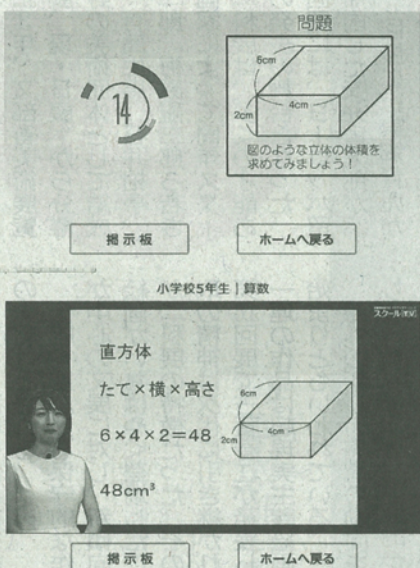 問題
14
6cm
4cm
2cm
図のような立体の体積を
求めてみましょう！
掲示板
ホームへ戻る
小学校5年生 | 算数
スクールTV
直方体
たて×横×高さ
6×4×2=48
48cm³
6cm
4cm
2cm
掲示板
ホームへ戻る